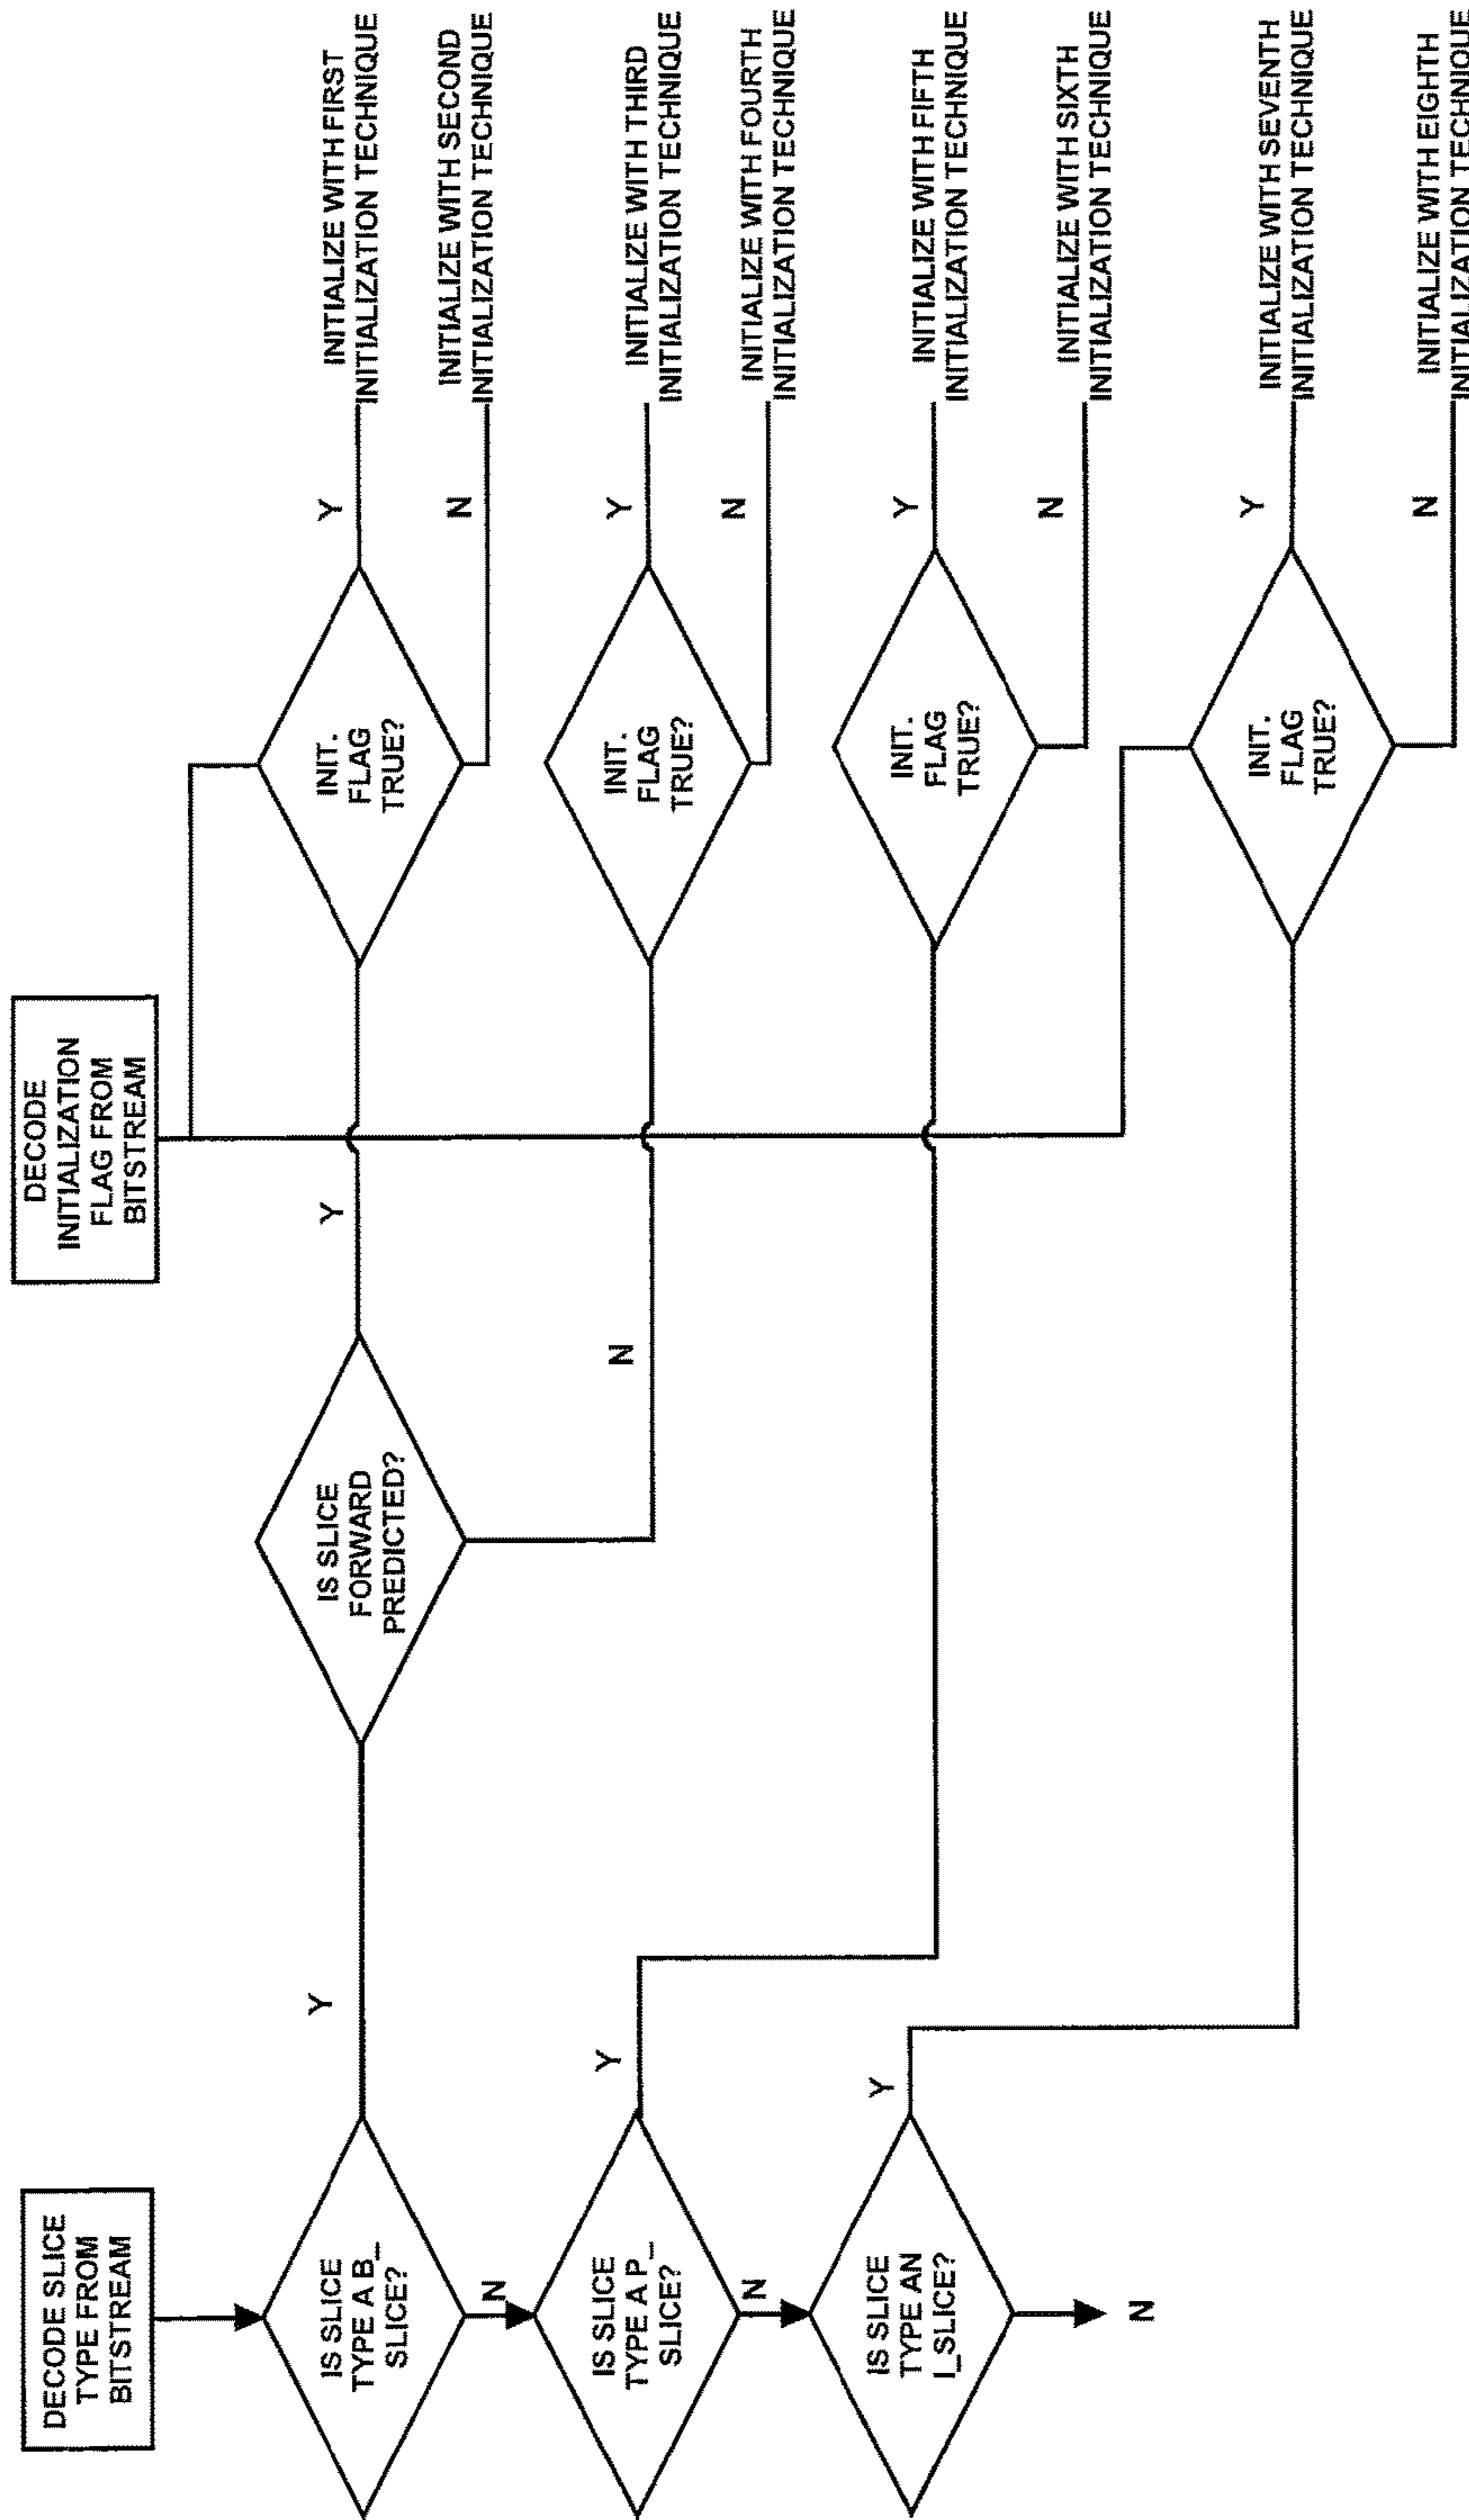 DECODE SLICE
TYPE FROM
BITSTREAM
DECODE
INITIALIZATION
FLAG FROM
BITSTREAM
IS SLICE
TYPE A B_
SLICE?
Y
N
IS SLICE
FORWARD
PREDICTED?
Y
N
INIT.
FLAG
TRUE?
Y
INITIALIZE WITH FIRST
INITIALIZATION TECHNIQUE
N
INITIALIZE WITH SECOND
INITIALIZATION TECHNIQUE
IS SLICE
TYPE A P_
SLICE?
Y
N
INIT.
FLAG
TRUE?
Y
INITIALIZE WITH THIRD
INITIALIZATION TECHNIQUE
N
INITIALIZE WITH FOURTH
INITIALIZATION TECHNIQUE
IS SLICE
TYPE AN
I_SLICE?
Y
N
INIT.
FLAG
TRUE?
Y
INITIALIZE WITH FIFTH
INITIALIZATION TECHNIQUE
N
INITIALIZE WITH SIXTH
INITIALIZATION TECHNIQUE
INIT.
FLAG
TRUE?
Y
INITIALIZE WITH SEVENTH
INITIALIZATION TECHNIQUE
N
INITIALIZE WITH EIGHTH
INITIALIZATION TECHNIQUE